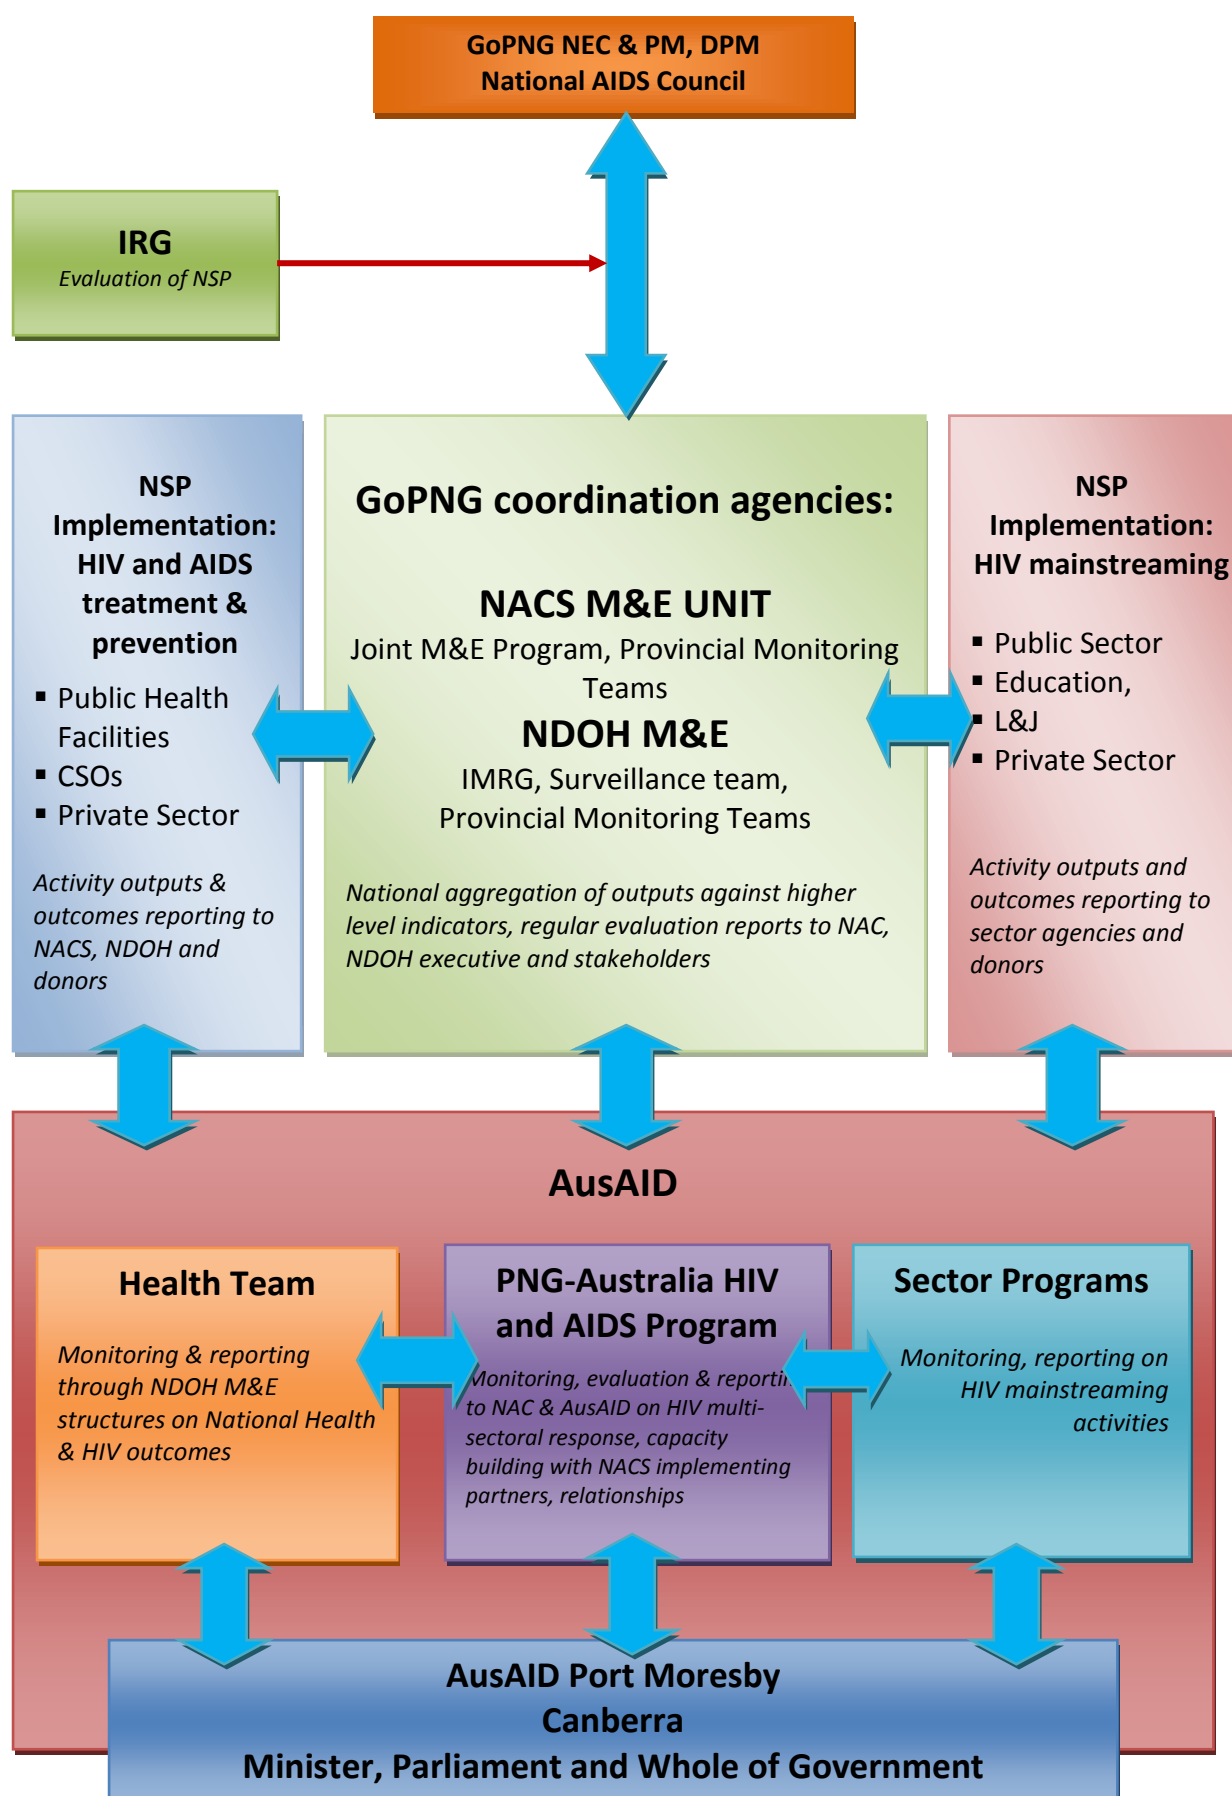 GoPNG NEC & PM, DPM
National AIDS Council
IRG
Evaluation of NSP
NSP
Implementation:
HIV and AIDS
treatment &
prevention
▪ Public Health
Facilities
▪ CSOs
▪ Private Sector
Activity outputs &
outcomes reporting to
NACS, NDOH and
donors
GoPNG coordination agencies:
NACS M&E UNIT
Joint M&E Program, Provincial Monitoring
Teams
NDOH M&E
IMRG, Surveillance team,
Provincial Monitoring Teams
National aggregation of outputs against higher
level indicators, regular evaluation reports to NAC,
NDOH executive and stakeholders
NSP
Implementation:
HIV mainstreaming
▪ Public Sector
▪ Education,
▪ L&J
▪ Private Sector
Activity outputs and
outcomes reporting to
sector agencies and
donors
AusAID
Health Team
Monitoring & reporting
through NDOH M&E
structures on National Health
& HIV outcomes
PNG-Australia HIV
and AIDS Program
Monitoring, evaluation & reporting
to NAC & AusAID on HIV multi-
sectoral response, capacity
building with NACS implementing
partners, relationships
Sector Programs
Monitoring, reporting on
HIV mainstreaming
activities
AusAID Port Moresby
Canberra
Minister, Parliament and Whole of Government